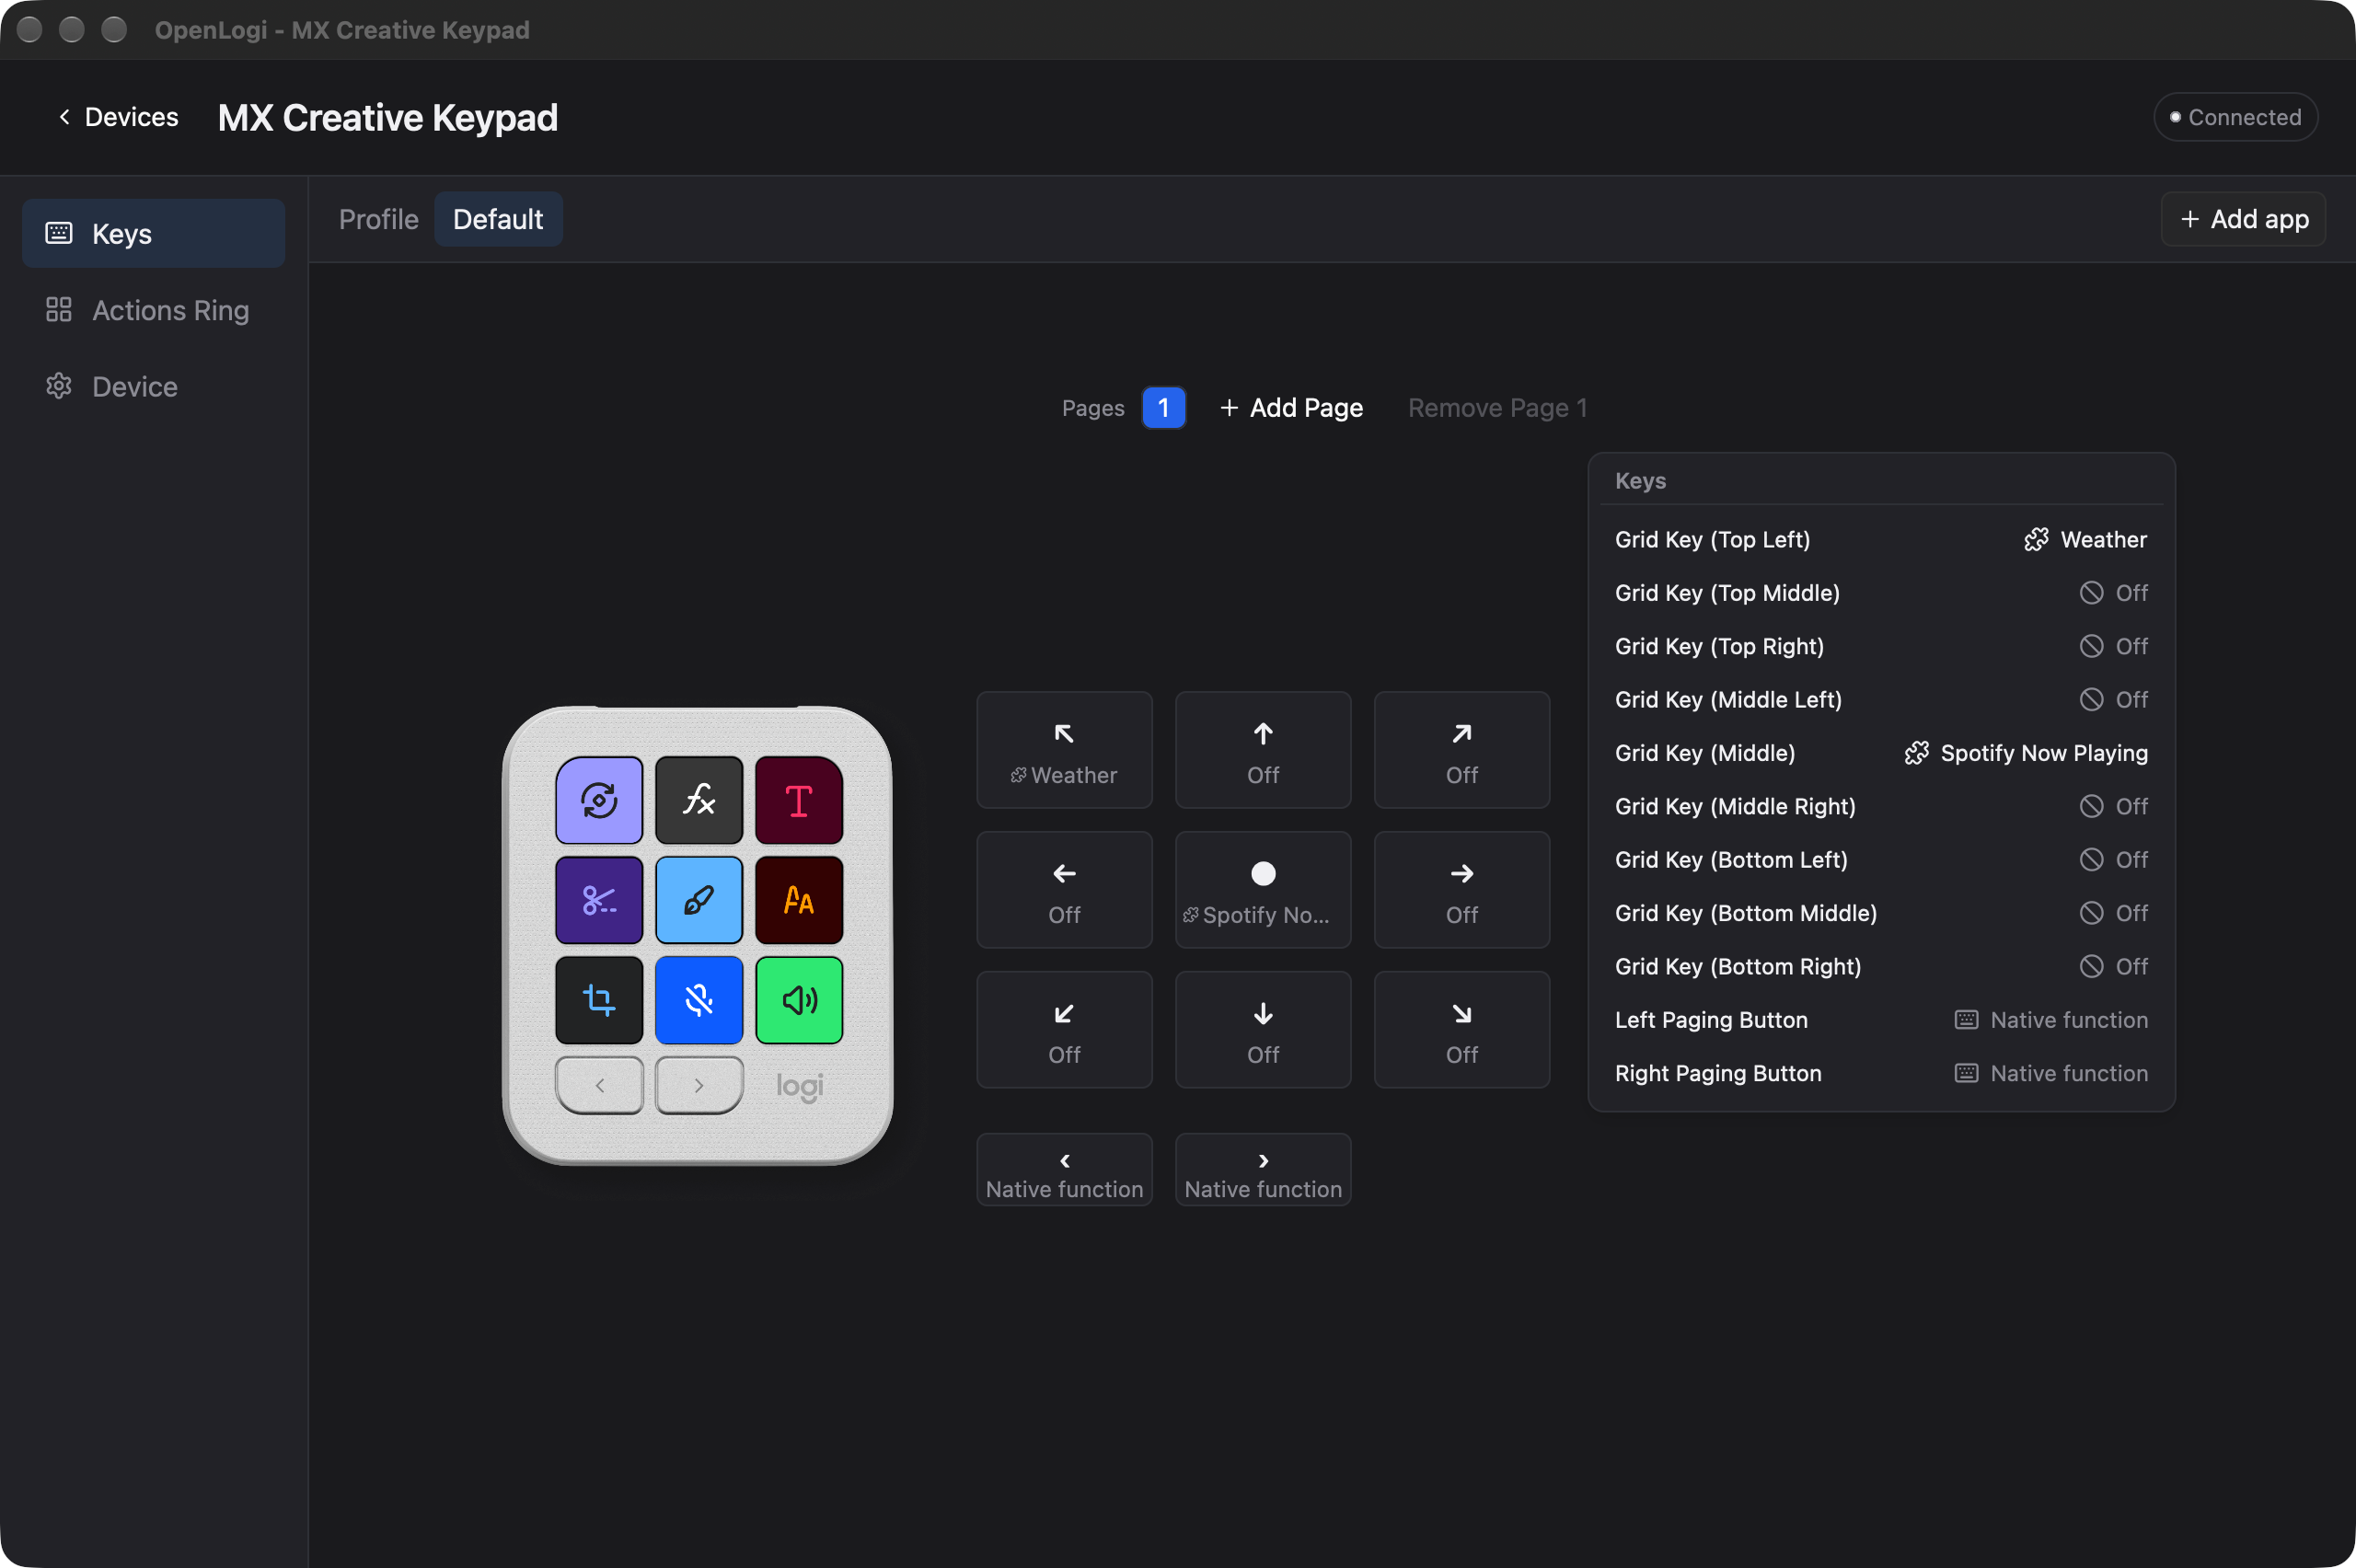 OpenLogi - MX Creative Keypad
Devices
MX Creative Keypad
Connected
Keys
Actions Ring
Device
Profile
Default
+ Add app
Pages
1
+ Add Page
Remove Page 1
fx
T
AA
logi
Weather
Off
Off
Off
Spotify No...
Off
Off
Off
Off
Native function
Native function
Keys
Grid Key (Top Left) Weather
Grid Key (Top Middle) Off
Grid Key (Top Right) Off
Grid Key (Middle Left) Off
Grid Key (Middle) Spotify Now Playing
Grid Key (Middle Right) Off
Grid Key (Bottom Left) Off
Grid Key (Bottom Middle) Off
Grid Key (Bottom Right) Off
Left Paging Button Native function
Right Paging Button Native function